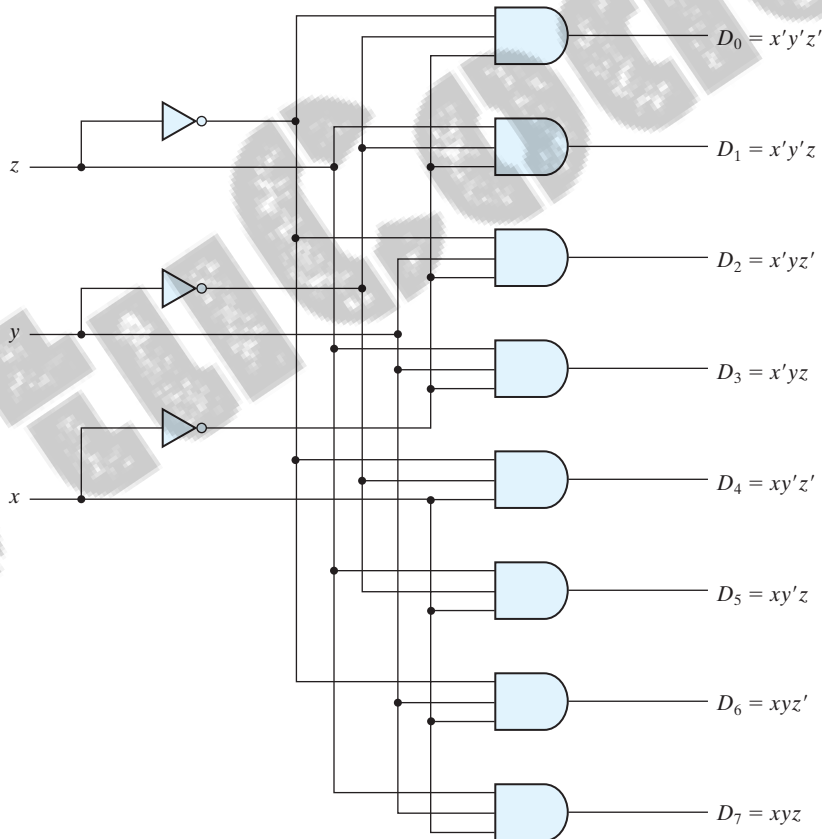 D₀ = x′y′z′
z
D₁ = x′y′z
D₂ = x′yz′
y
D₃ = x′yz
x
D₄ = xy′z′
D₅ = xy′z
D₆ = xyz′
D₇ = xyz